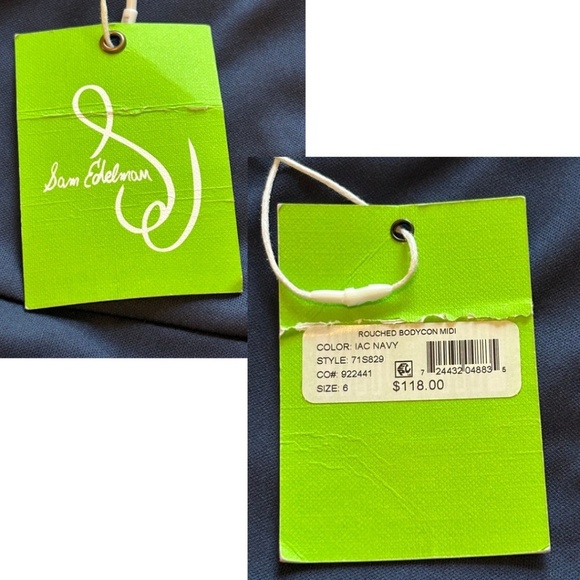 Sam Edelman
ROUCHED BODYCON MIDI
COLOR: IAC NAVY
STYLE: 71S829
CO#: 922441
SIZE: 6
7 24432 04883 5
$118.00